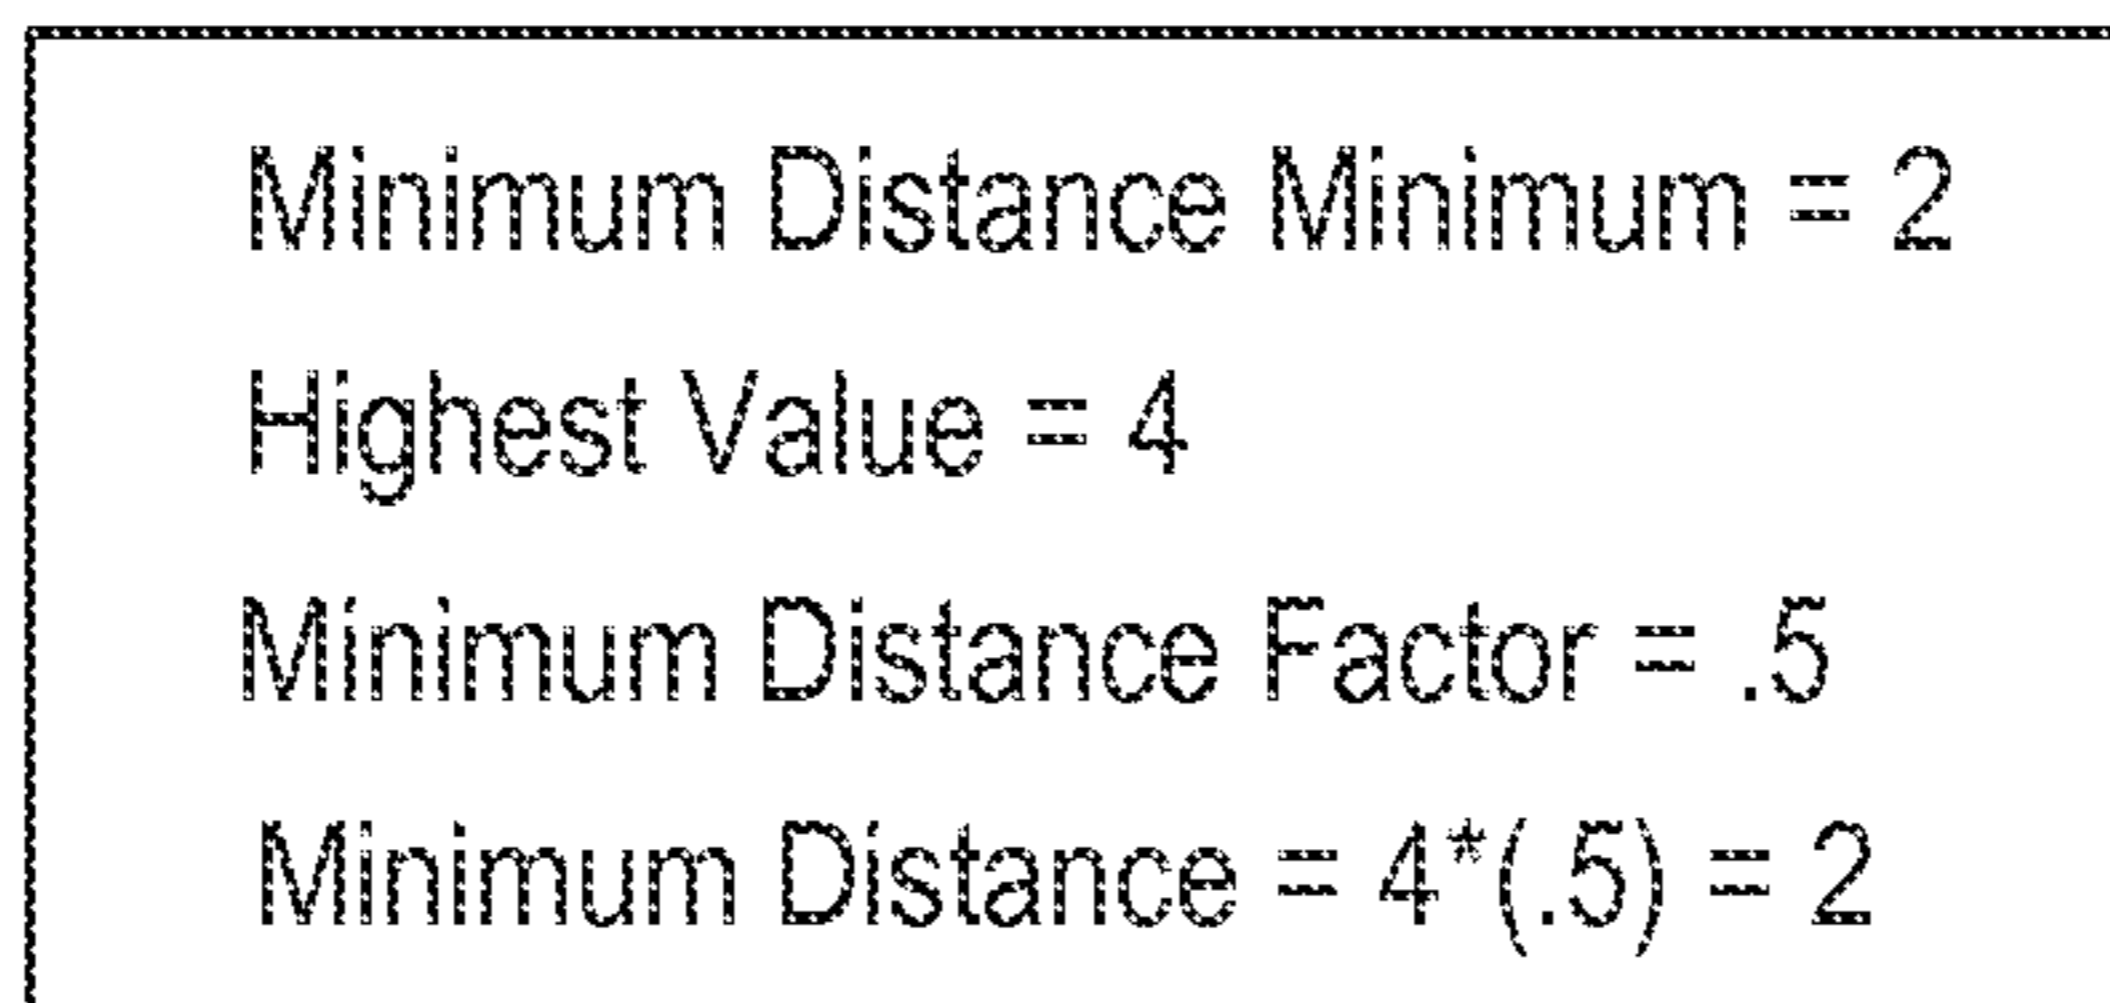 Minimum Distance Minimum = 2
Highest Value = 4
Minimum Distance Factor = .5
Minimum Distance = 4*(.5) = 2